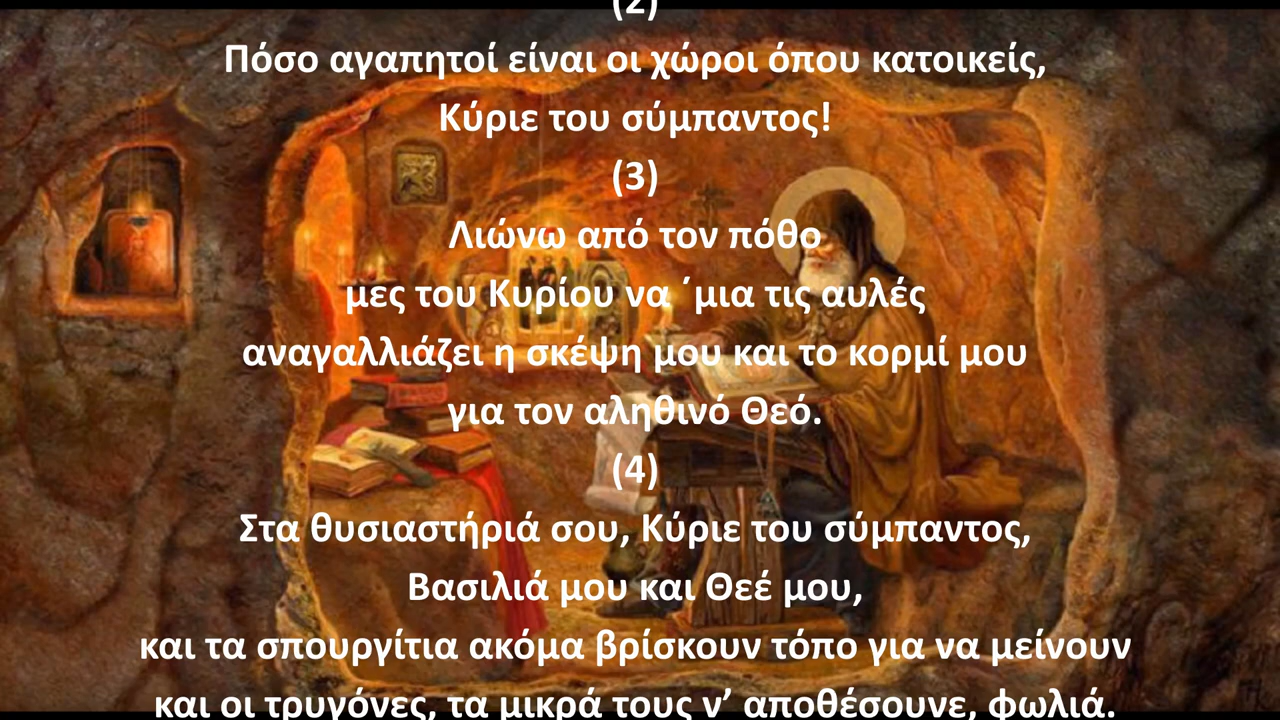 (2)
Πόσο αγαπητοί είναι οι χώροι όπου κατοικείς,
Κύριε του σύμπαντος!
(3)
Λιώνω από τον πόθο
μες του Κυρίου να ΄μια τις αυλές
αναγαλλιάζει η σκέψη μου και το κορμί μου
για τον αληθινό Θεό.
(4)
Στα θυσιαστήριά σου, Κύριε του σύμπαντος,
Βασιλιά μου και Θεέ μου,
και τα σπουργίτια ακόμα βρίσκουν τόπο για να μείνουν
και οι τρυγόνες, τα μικρά τους ν’ αποθέσουνε, φωλιά.